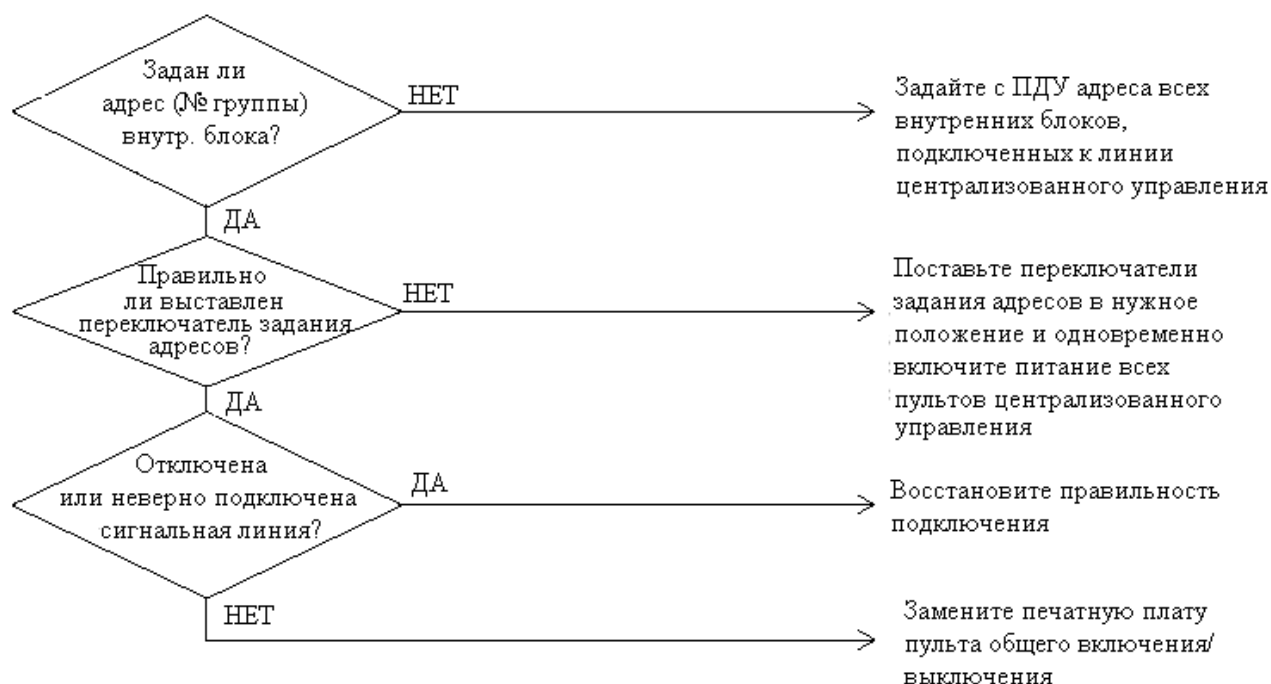 Задан ли
адрес (№ группы)
внутр. блока?
НЕТ
Задайте с ПДУ адреса всех
внутренних блоков,
подключенных к линии
централизованного управления
ДА
Правильно
ли выставлен
переключатель задания
адресов?
НЕТ
Поставьте переключатели
задания адресов в нужное
положение и одновременно
включите питание всех
пультов централизованного
управления
ДА
Отключена
или неверно подключена
сигнальная линия?
ДА
Восстановите правильность
подключения
НЕТ
Замените печатную плату
пульта общего включения/
выключения